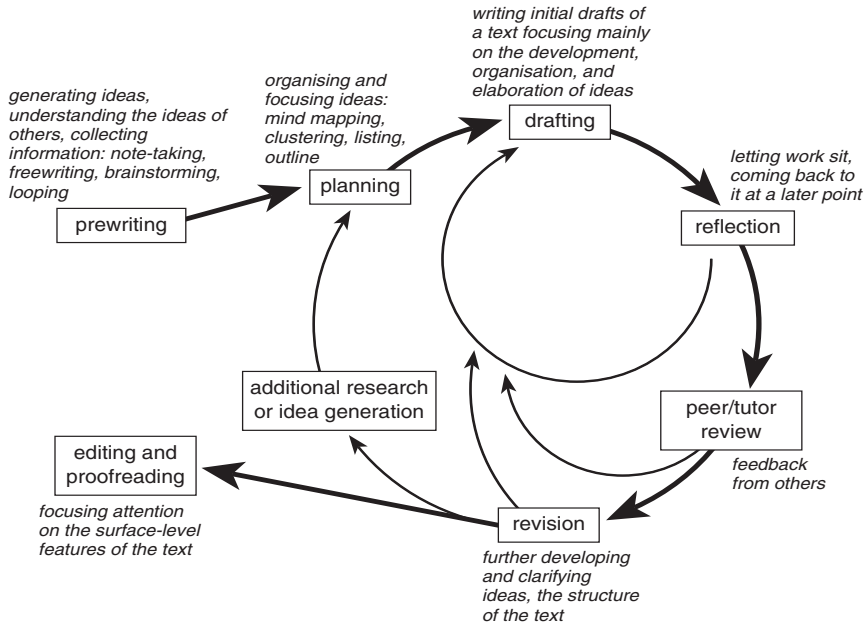 generating ideas,
understanding the ideas of
others, collecting
information: note-taking,
freewriting, brainstorming,
looping
prewriting
organising and
focusing ideas:
mind mapping,
clustering, listing,
outline
planning
writing initial drafts of
a text focusing mainly
on the development,
organisation, and
elaboration of ideas
drafting
letting work sit,
coming back to
it at a later point
reflection
peer/tutor
review
feedback
from others
revision
further developing
and clarifying
ideas, the structure
of the text
additional research
or idea generation
editing and
proofreading
focusing attention
on the surface-level
features of the text